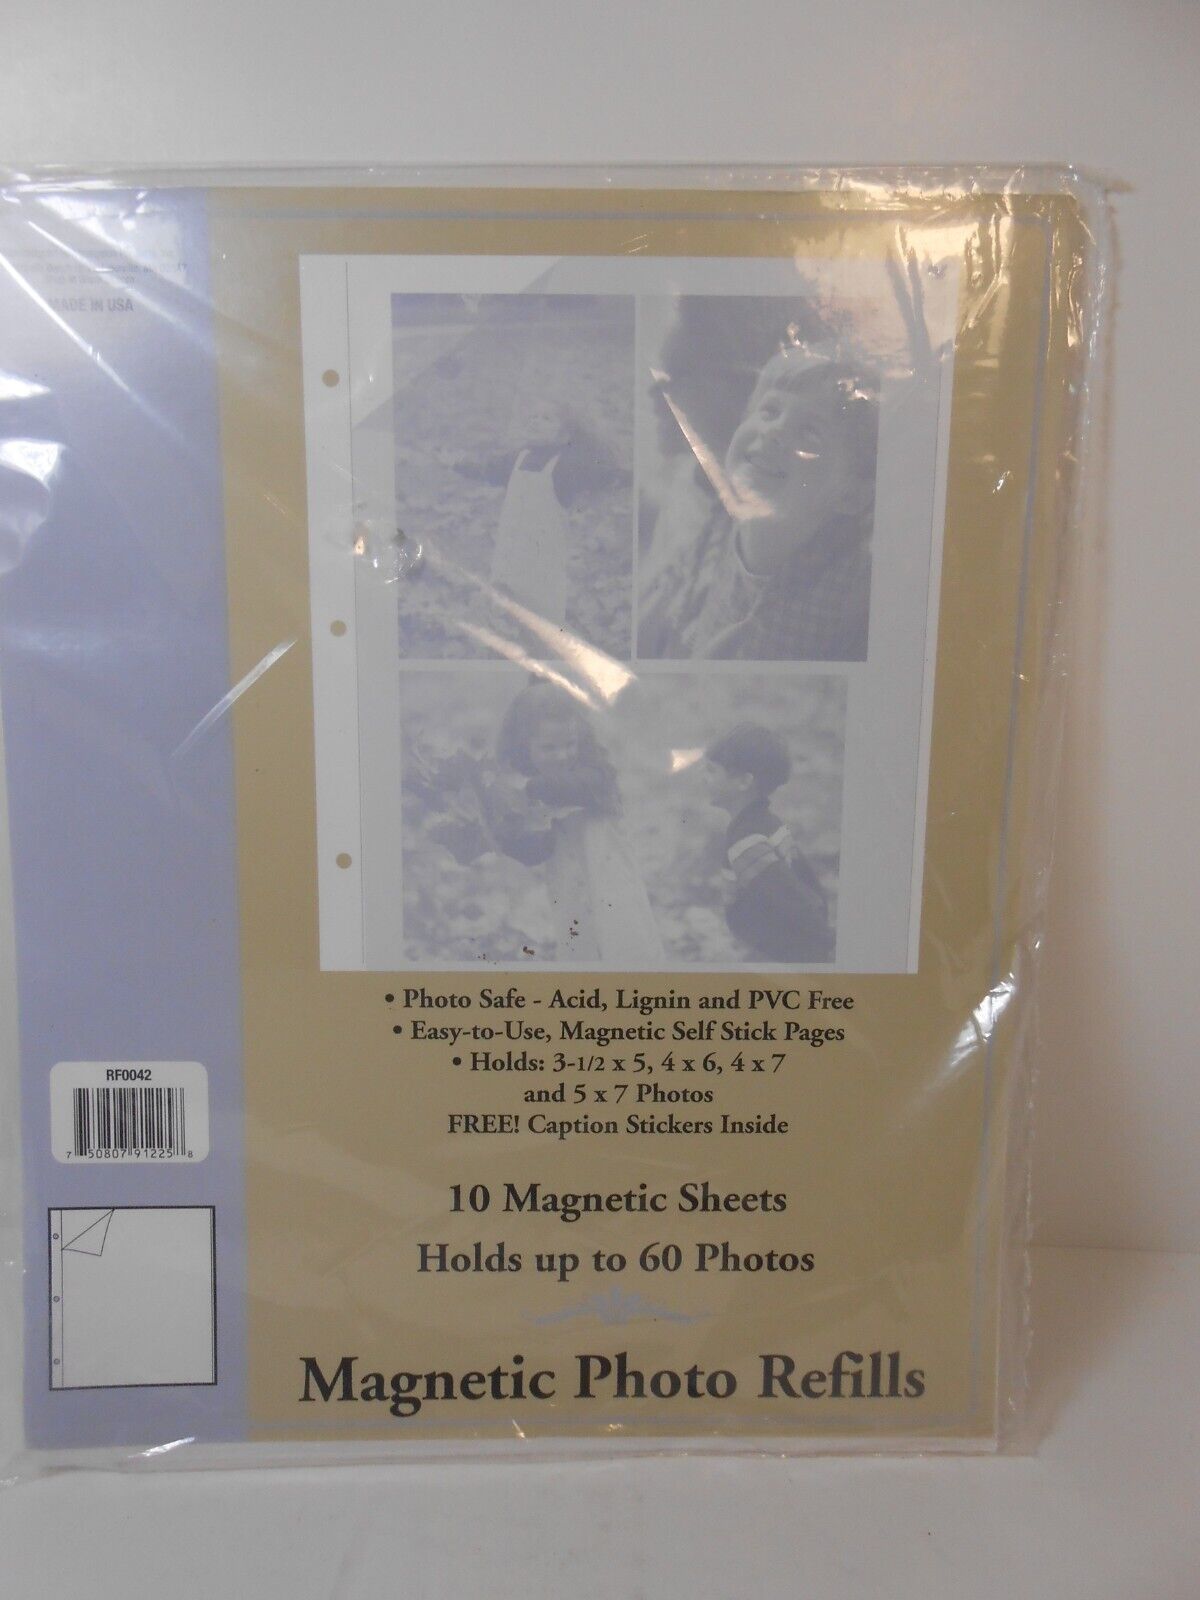 MADE IN USA
• Photo Safe - Acid, Lignin and PVC Free
• Easy-to-Use, Magnetic Self Stick Pages
• Holds: 3-1/2 x 5, 4 x 6, 4 x 7
and 5 x 7 Photos
FREE! Caption Stickers Inside
RF0042
7 50807 91225 8
10 Magnetic Sheets
Holds up to 60 Photos
Magnetic Photo Refills